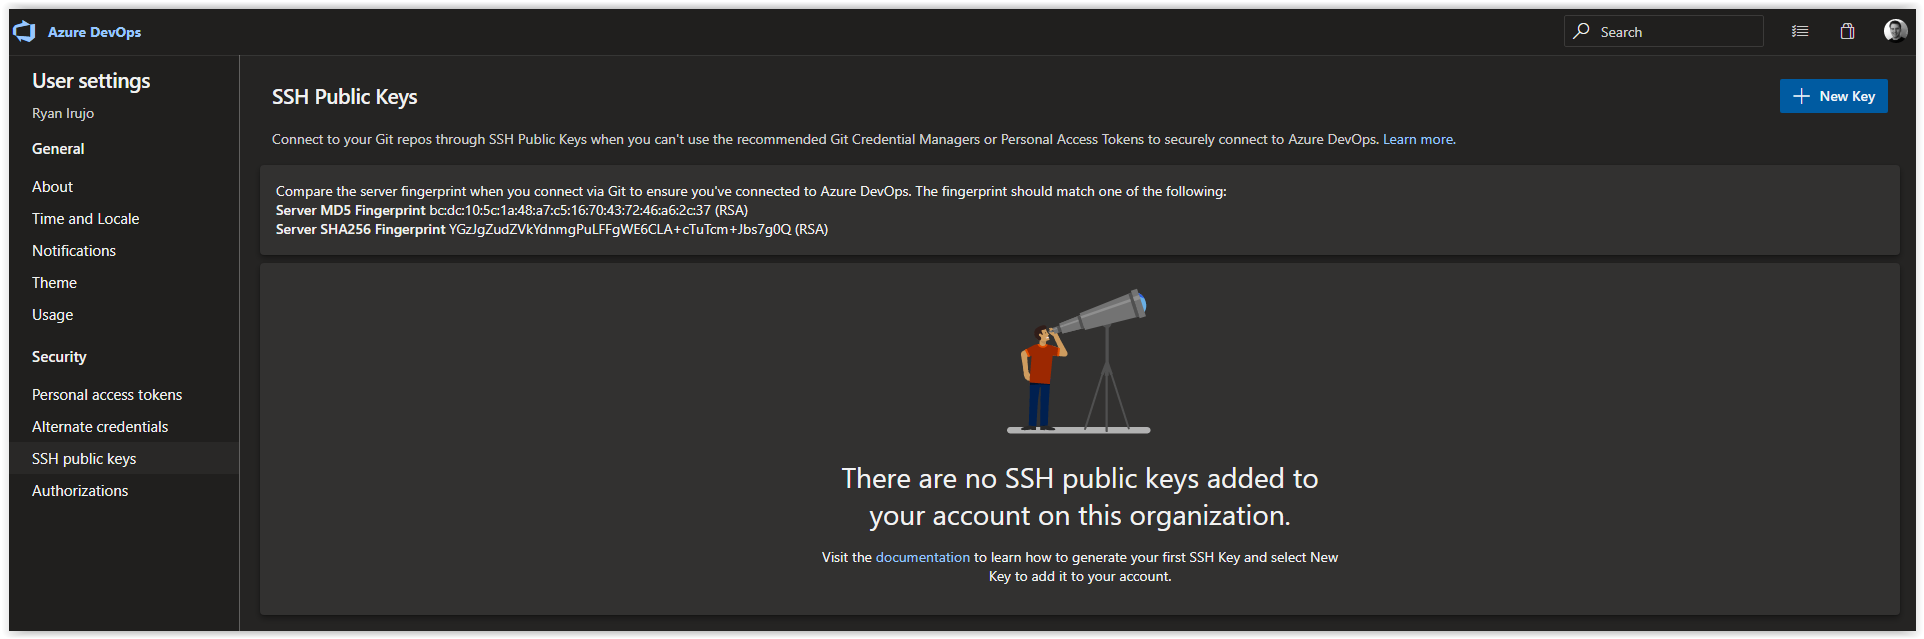 Azure DevOps
Search
User settings
Ryan Irujo
General
About
Time and Locale
Notifications
Theme
Usage
Security
Personal access tokens
Alternate credentials
SSH public keys
Authorizations
SSH Public Keys
New Key
Connect to your Git repos through SSH Public Keys when you can't use the recommended Git Credential Managers or Personal Access Tokens to securely connect to Azure DevOps. Learn more.
Compare the server fingerprint when you connect via Git to ensure you've connected to Azure DevOps. The fingerprint should match one of the following:
Server MD5 Fingerprint bc:dc:10:5c:1a:48:a7:c5:16:70:43:72:46:a6:2c:37 (RSA)
Server SHA256 Fingerprint YGzJgZudZVkYdnmgPuLFFgWE6CLA+cTuTcm+Jbs7g0Q (RSA)
There are no SSH public keys added to
your account on this organization.
Visit the documentation to learn how to generate your first SSH Key and select New
Key to add it to your account.